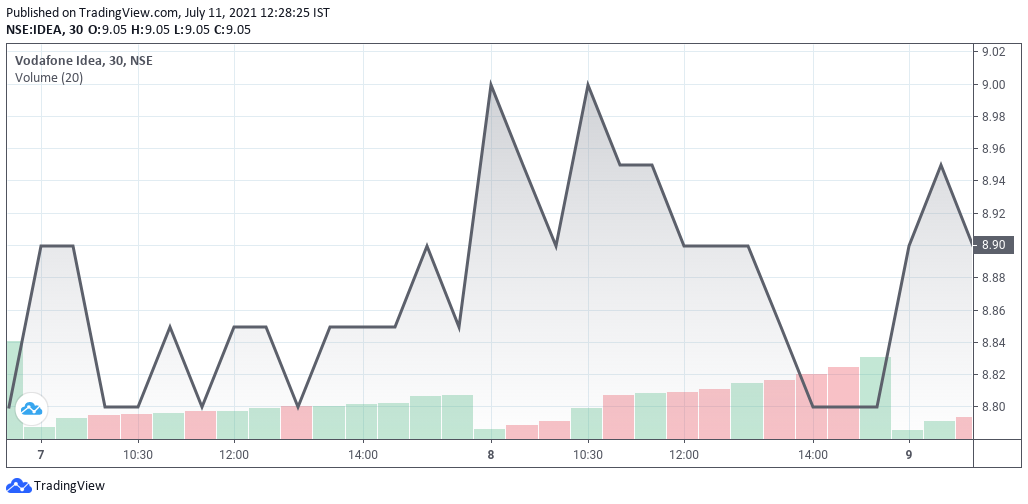 Published on TradingView.com, July 11, 2021 12:28:25 IST
NSE:IDEA, 30 O:9.05 H:9.05 L:9.05 C:9.05
Vodafone Idea, 30, NSE
Volume (20)
9.02
9.00
8.98
8.96
8.94
8.92
8.90
8.88
8.86
8.84
8.82
8.80
7 10:30 12:00 14:00 8 10:30 12:00 14:00 9
TradingView